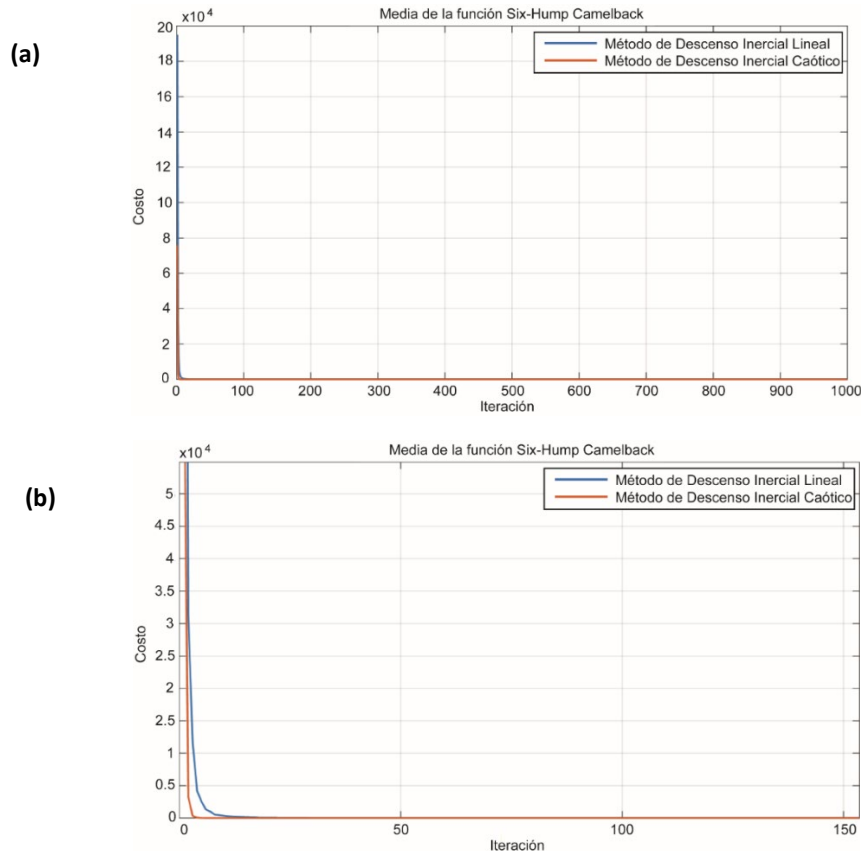 (a)
Media de la función Six-Hump Camelback
x10⁴
20
18
16
14
12
10
8
6
4
2
0
Costo
Método de Descenso Inercial Lineal
Método de Descenso Inercial Caótico
0 100 200 300 400 500 600 700 800 900 1000
Iteración
(b)
Media de la función Six-Hump Camelback
x10⁴
5
4.5
4
3.5
3
2.5
2
1.5
1
0.5
0
Costo
Método de Descenso Inercial Lineal
Método de Descenso Inercial Caótico
0 50 100 150
Iteración